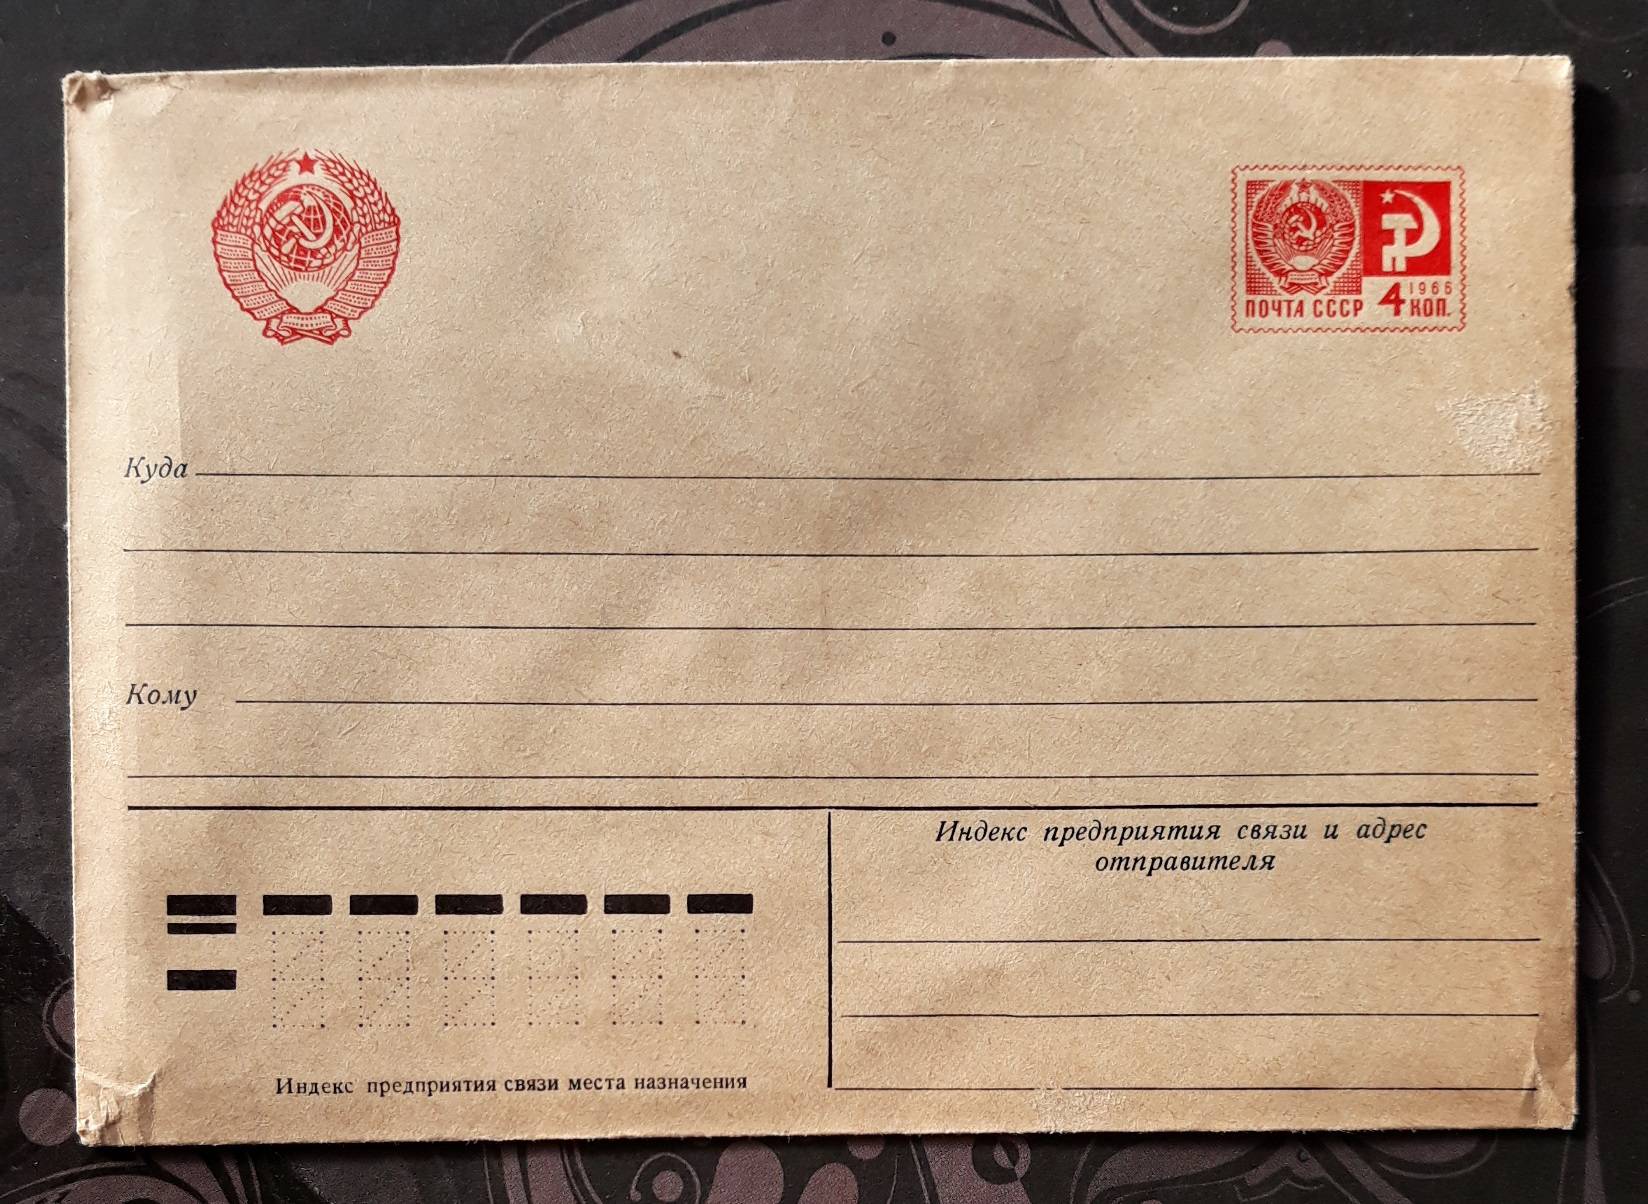 1966
ПОЧТА СССР 4 КОП.
Куда
Кому
Индекс предприятия связи и адрес
отправителя
Индекс предприятия связи места назначения